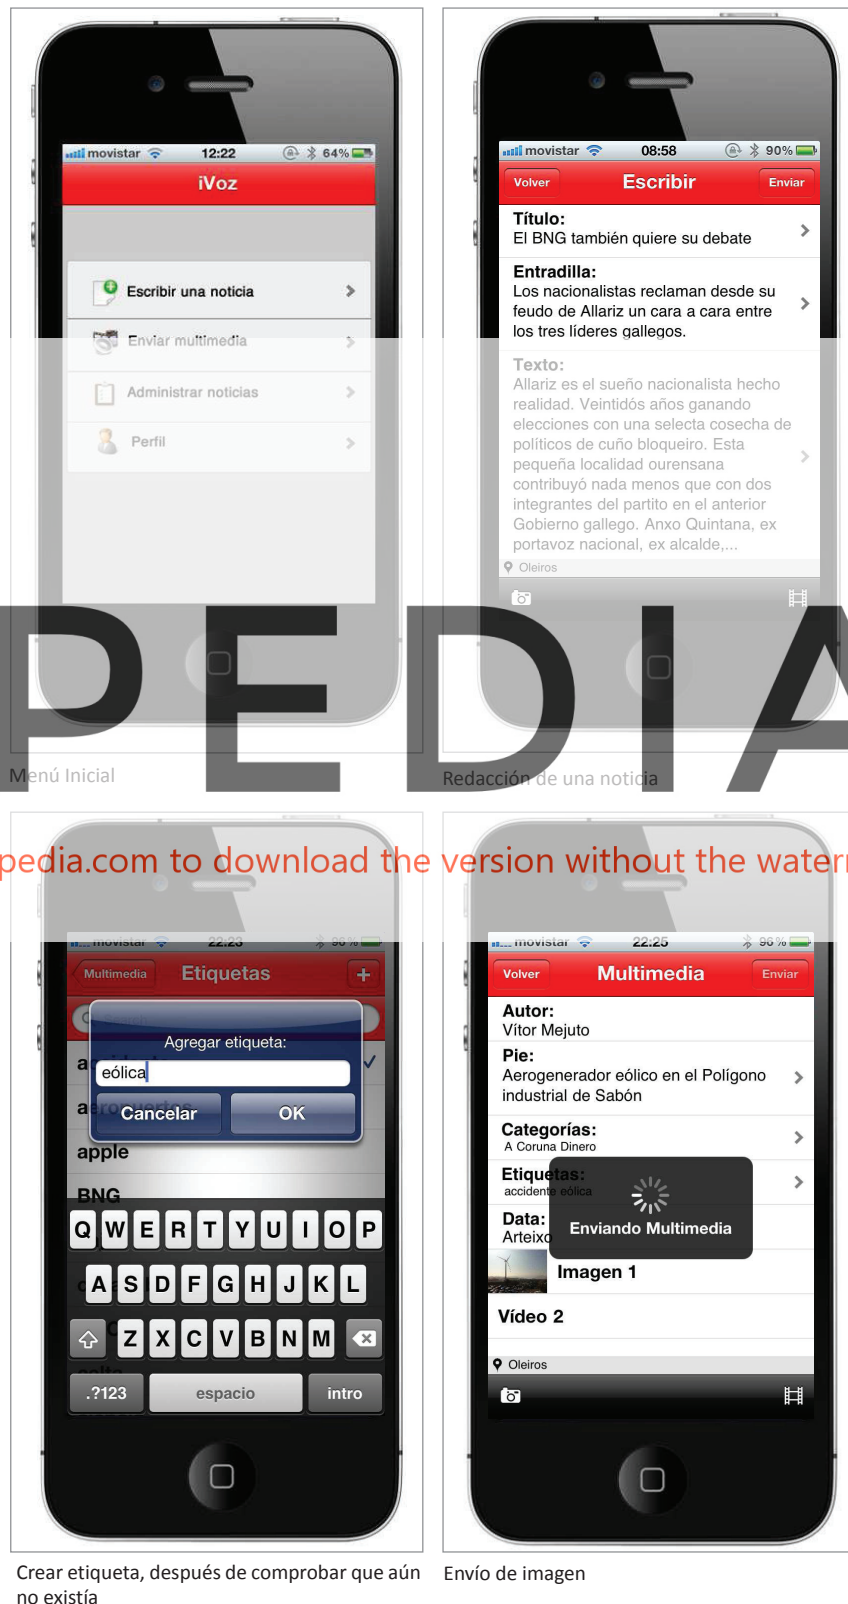 movistar 12:22 64%
iVoz
Escribir una noticia
Enviar multimedia
Administrar noticias
Perfil
Menú Inicial
movistar 08:58 90%
Volver Escribir Enviar
Título:
El BNG también quiere su debate
Entradilla:
Los nacionalistas reclaman desde su
feudo de Allariz un cara a cara entre
los tres líderes gallegos.
Texto:
Allariz es el sueño nacionalista hecho
realidad. Veintidós años ganando
elecciones con una selecta cosecha de
políticos de cuño bloqueiro. Esta
pequeña localidad ourensana
contribuyó nada menos que con dos
integrantes del partito en el anterior
Gobierno gallego. Anxo Quintana, ex
portavoz nacional, ex alcalde,...
Oleiros
Redacción de una noticia
PEDIA
pedia.com to download the version without the water
movistar 22:23 96%
Multimedia Etiquetas +
Agregar etiqueta:
eólica
Cancelar OK
apple
BNG
Q W E R T Y U I O P
A S D F G H J K L
Z X C V B N M
.?123 espacio intro
Crear etiqueta, después de comprobar que aún
no existía
movistar 22:25 96%
Volver Multimedia Enviar
Autor:
Vítor Mejuto
Pie:
Aerogenerador eólico en el Polígono
industrial de Sabón
Categorías:
A Coruna Dinero
Etiquetas:
accidente eólica
Data:
Arteixo
Enviando Multimedia
Imagen 1
Vídeo 2
Oleiros
Envío de imagen